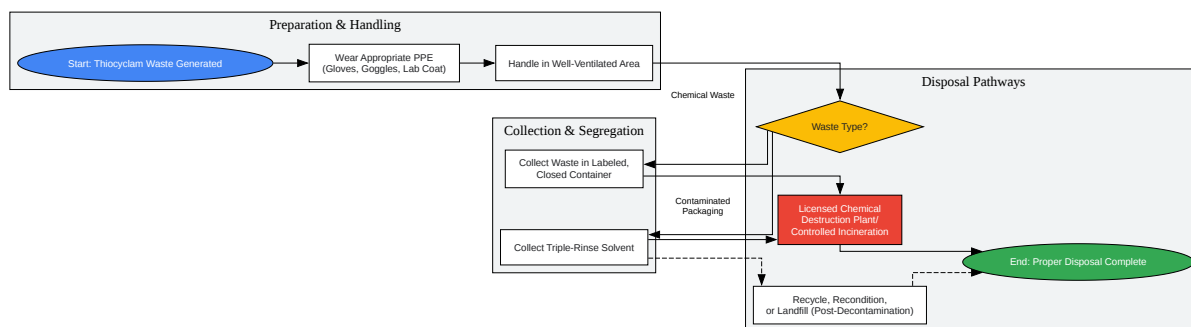 Preparation & Handling
Start: Thiocyclam Waste Generated
Wear Appropriate PPE
(Gloves, Goggles, Lab Coat)
Handle in Well-Ventilated Area
Disposal Pathways
Chemical Waste
Waste Type?
Collection & Segregation
Collect Waste in Labeled,
Closed Container
Contaminated
Packaging
Licensed Chemical
Destruction Plant/
Controlled Incineration
Collect Triple-Rinse Solvent
End: Proper Disposal Complete
Recycle, Recondition,
or Landfill (Post-Decontamination)